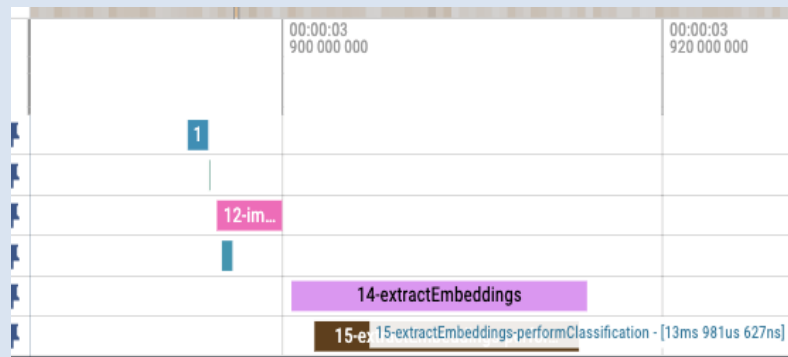 00:00:03
900 000 000
00:00:03
920 000 000
1
12-im...
14-extractEmbeddings
15-e
15-extractEmbeddings-performClassification - [13ms 981us 627ns]